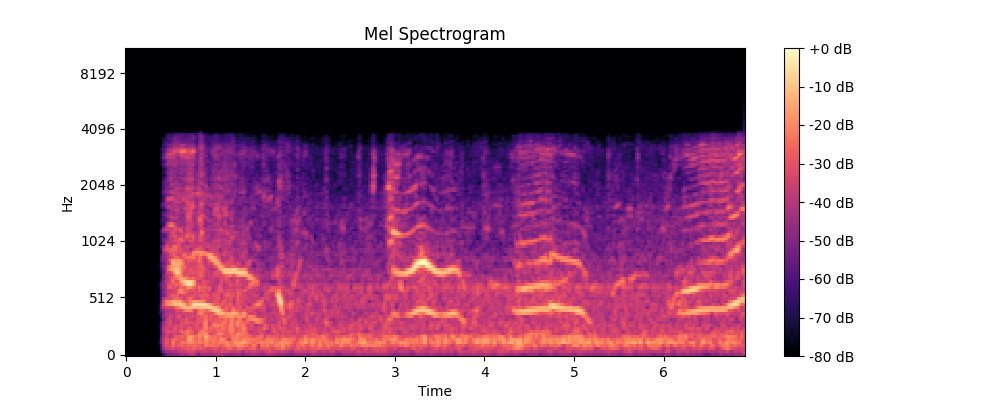 Mel Spectrogram
+0 dB
8192
-10 dB
4096
-20 dB
-30 dB
2048
Hz
-40 dB
1024
-50 dB
-60 dB
512
-70 dB
0
-80 dB
0 1 2 3 4 5 6
Time